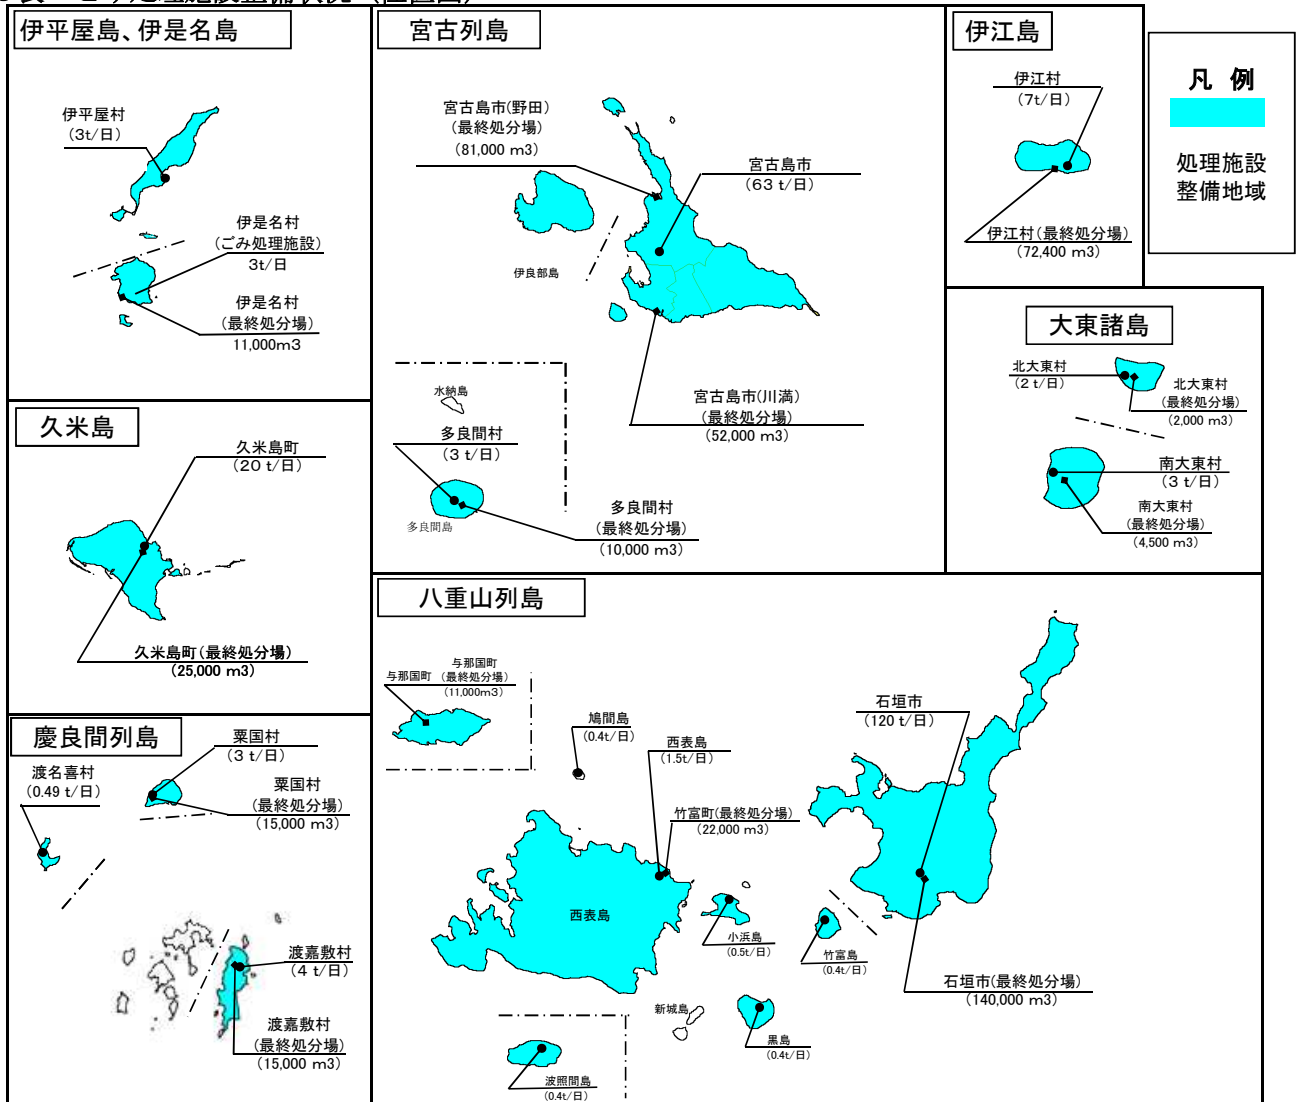 伊平屋島、伊是名島
伊平屋村
(3t/日)
伊是名村
(ごみ処理施設)
3t/日
伊是名村
(最終処分場)
11,000m3
宮古列島
宮古島市(野田)
(最終処分場)
(81,000 m3)
宮古島市
(63 t/日)
伊良部島
宮古島市(川満)
(最終処分場)
(52,000 m3)
水納島
多良間村
(3 t/日)
多良間島
多良間村
(最終処分場)
(10,000 m3)
伊江島
伊江村
(7t/日)
伊江村(最終処分場)
(72,400 m3)
凡 例
処理施設
整備地域
大東諸島
北大東村
(2 t/日)
北大東村
(最終処分場)
(2,000 m3)
南大東村
(3 t/日)
南大東村
(最終処分場)
(4,500 m3)
久米島
久米島町
(20 t/日)
久米島町(最終処分場)
(25,000 m3)
慶良間列島
粟国村
(3 t/日)
渡名喜村
(0.49 t/日)
粟国村
(最終処分場)
(15,000 m3)
渡嘉敷村
(4 t/日)
渡嘉敷村
(最終処分場)
(15,000 m3)
八重山列島
与那国町
与那国町
(最終処分場)
(11,000m3)
鳩間島
(0.4t/日)
西表島
(1.5t/日)
竹富町(最終処分場)
(22,000 m3)
石垣市
(120 t/日)
西表島
小浜島
(0.5t/日)
竹富島
(0.4t/日)
石垣市(最終処分場)
(140,000 m3)
新城島
黒島
(0.4t/日)
波照間島
(0.4t/日)